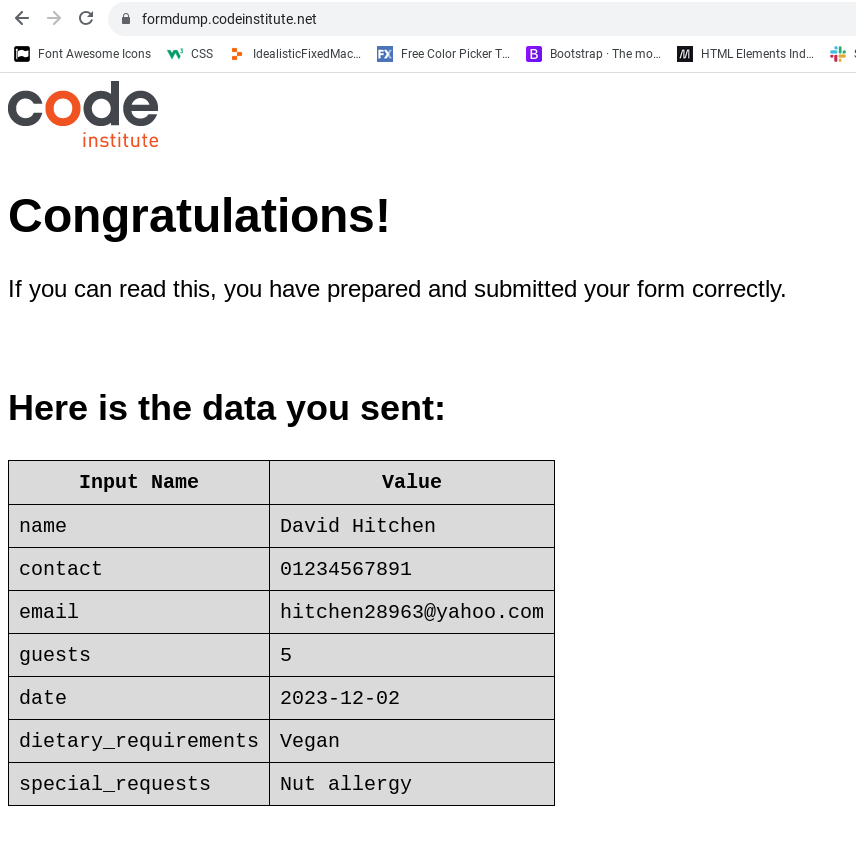 formdump.codeinstitute.net
Font Awesome Icons CSS IdealisticFixedMac... Free Color Picker T... Bootstrap · The mo... HTML Elements Ind...
code
institute
Congratulations!
If you can read this, you have prepared and submitted your form correctly.
Here is the data you sent:
Input Name Value
name David Hitchen
contact 01234567891
email hitchen28963@yahoo.com
guests 5
date 2023-12-02
dietary_requirements Vegan
special_requests Nut allergy